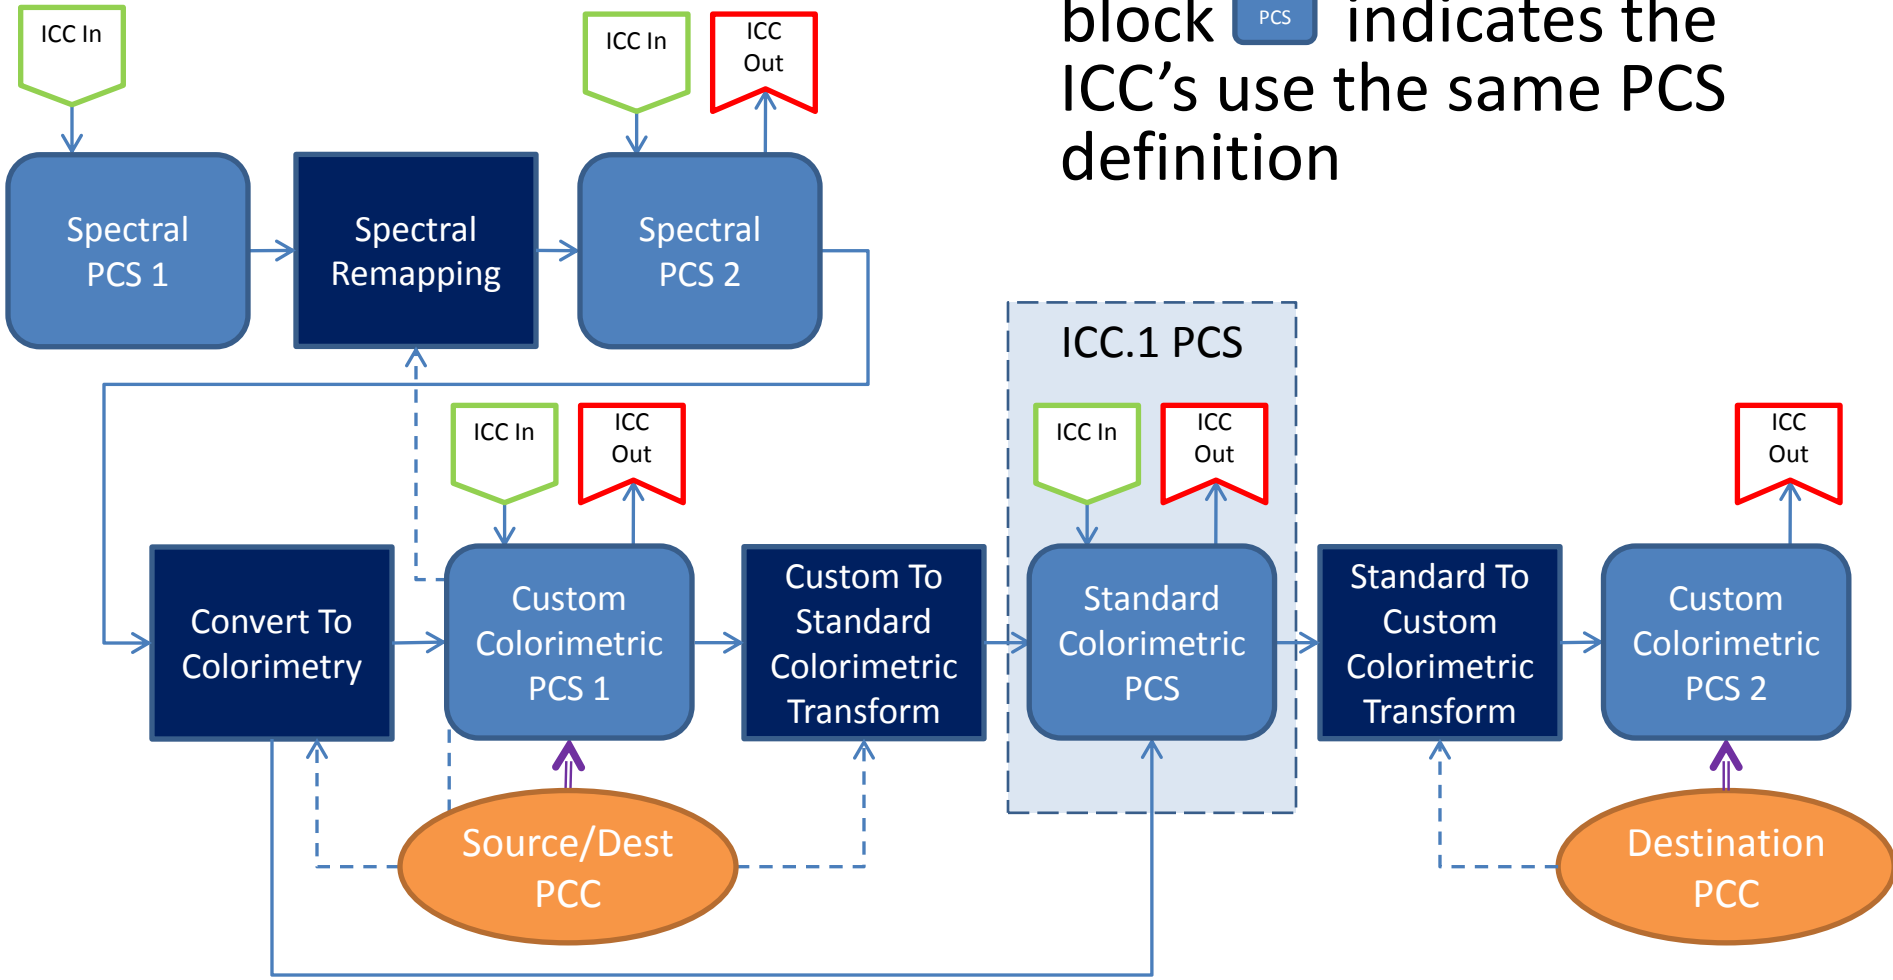 ICC In
ICC In
ICC
Out
block PCS indicates the
ICC’s use the same PCS
definition
Spectral
PCS 1
Spectral
Remapping
Spectral
PCS 2
ICC.1 PCS
ICC In
ICC
Out
ICC In
ICC
Out
ICC
Out
Convert To
Colorimetry
Custom
Colorimetric
PCS 1
Custom To
Standard
Colorimetric
Transform
Standard
Colorimetric
PCS
Standard To
Custom
Colorimetric
Transform
Custom
Colorimetric
PCS 2
Source/Dest
PCC
Destination
PCC